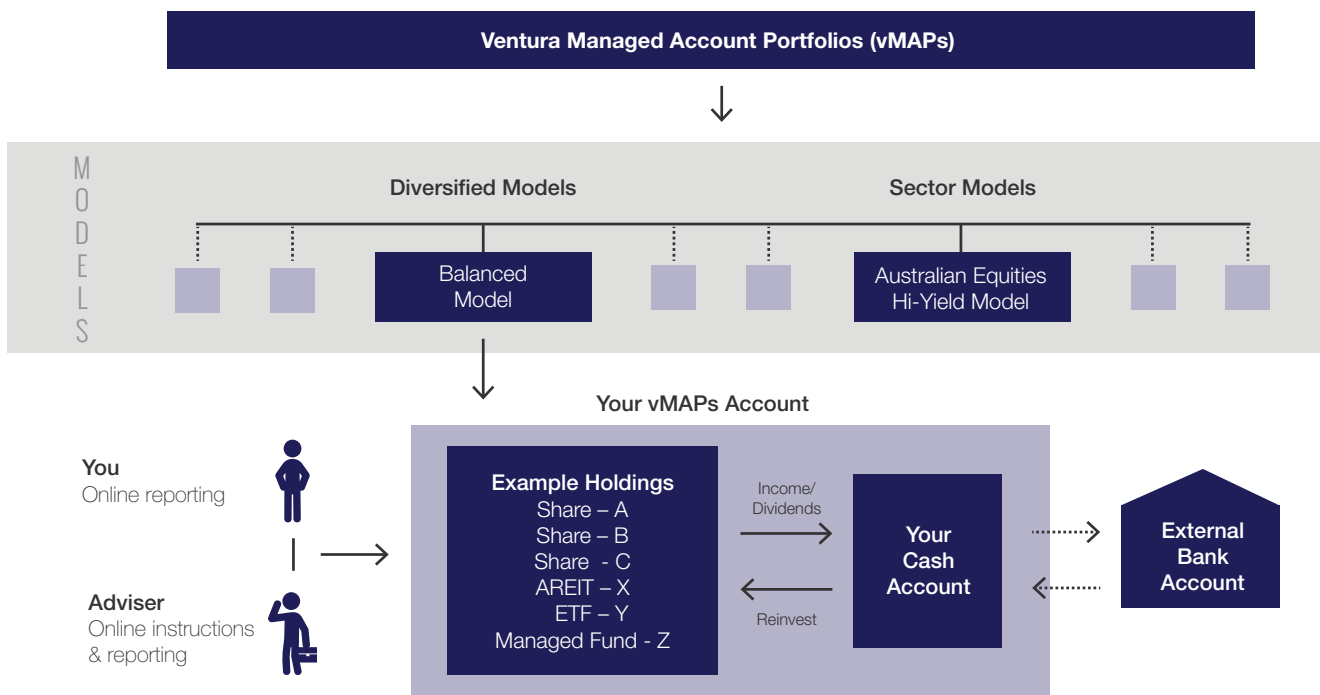 Ventura Managed Account Portfolios (vMAPs)
MODELS
Diversified Models
Sector Models
Balanced
Model
Australian Equities
Hi-Yield Model
Your vMAPs Account
You
Online reporting
Adviser
Online instructions
& reporting
Example Holdings
Share – A
Share – B
Share - C
AREIT – X
ETF – Y
Managed Fund - Z
Income/
Dividends
Reinvest
Your
Cash
Account
External
Bank
Account